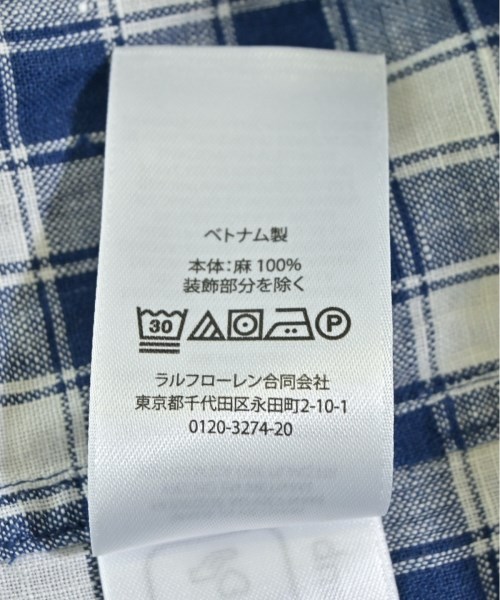 ベトナム製
本体：麻 100%
装飾部分を除く
30 P
ラルフローレン合同会社
東京都千代田区永田町2-10-1
0120-3274-20